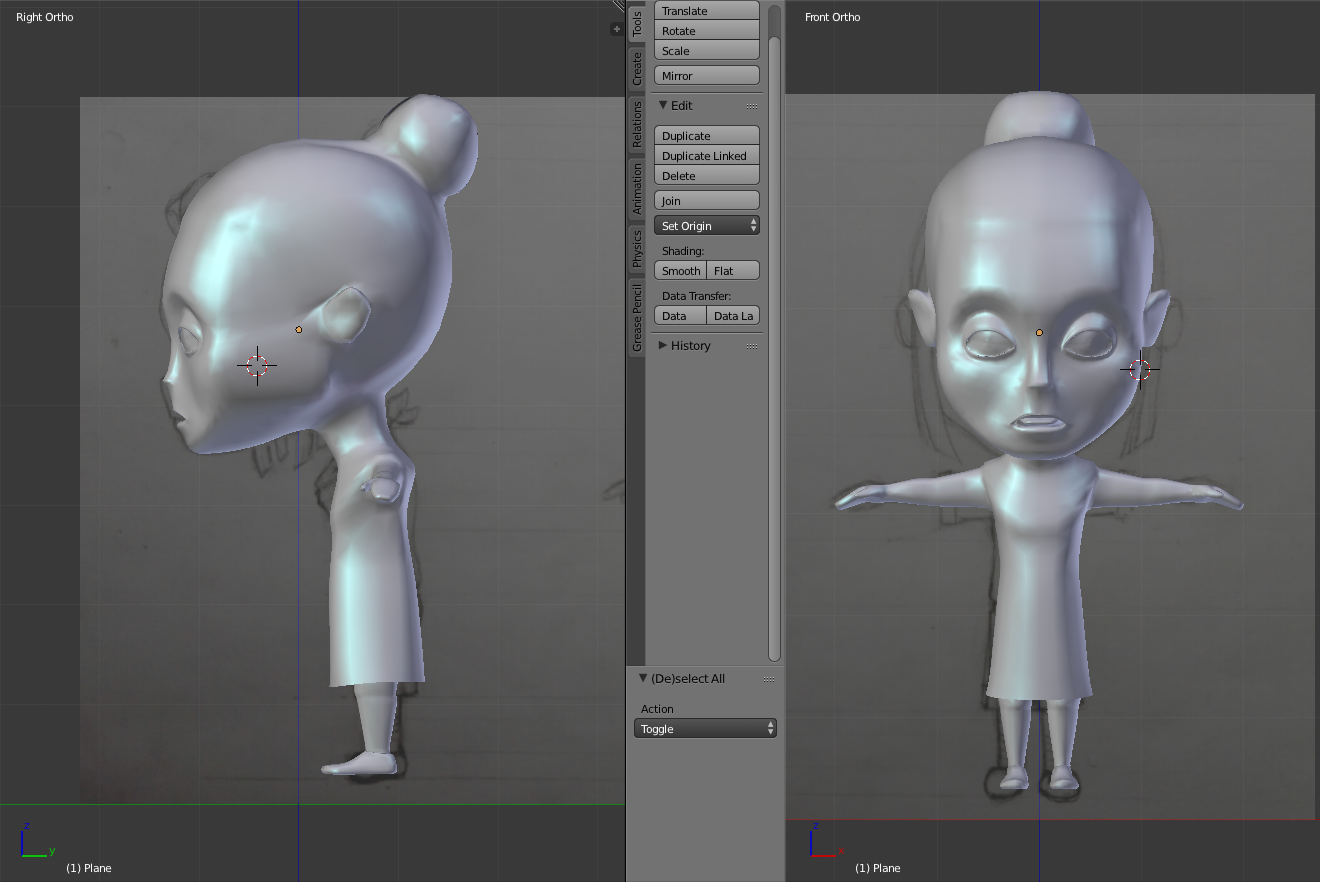 Right Ortho
z
y
(1) Plane
Tools
Create
Relations
Animation
Physics
Grease Pencil
Translate
Rotate
Scale
Mirror
Edit
Duplicate
Duplicate Linked
Delete
Join
Set Origin
Shading:
Smooth Flat
Data Transfer:
Data Data La
History
(De)select All
Action
Toggle
Front Ortho
z
x
(1) Plane